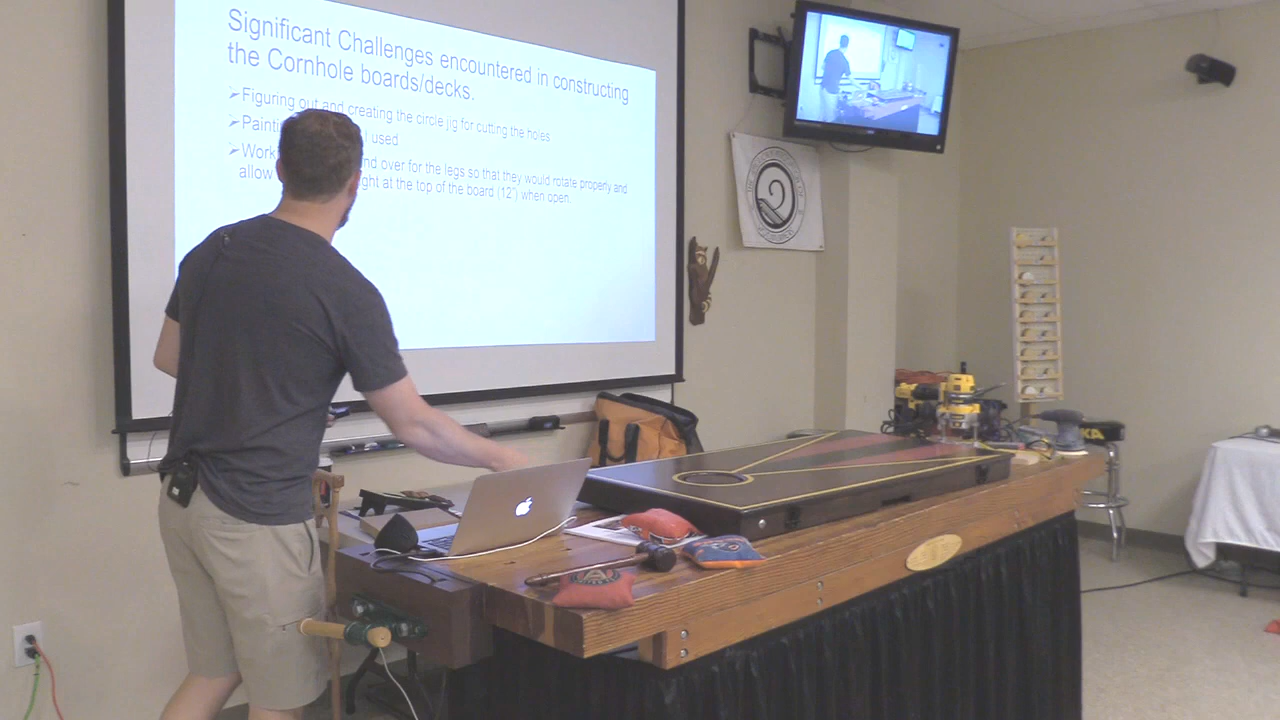 Significant Challenges encountered in constructing
the Cornhole boards/decks.
➢Figuring out and creating the circle jig for cutting the holes
➢Painti I used
➢Work nd over for the legs so that they would rotate properly and
allow ght at the top of the board (12") when open.